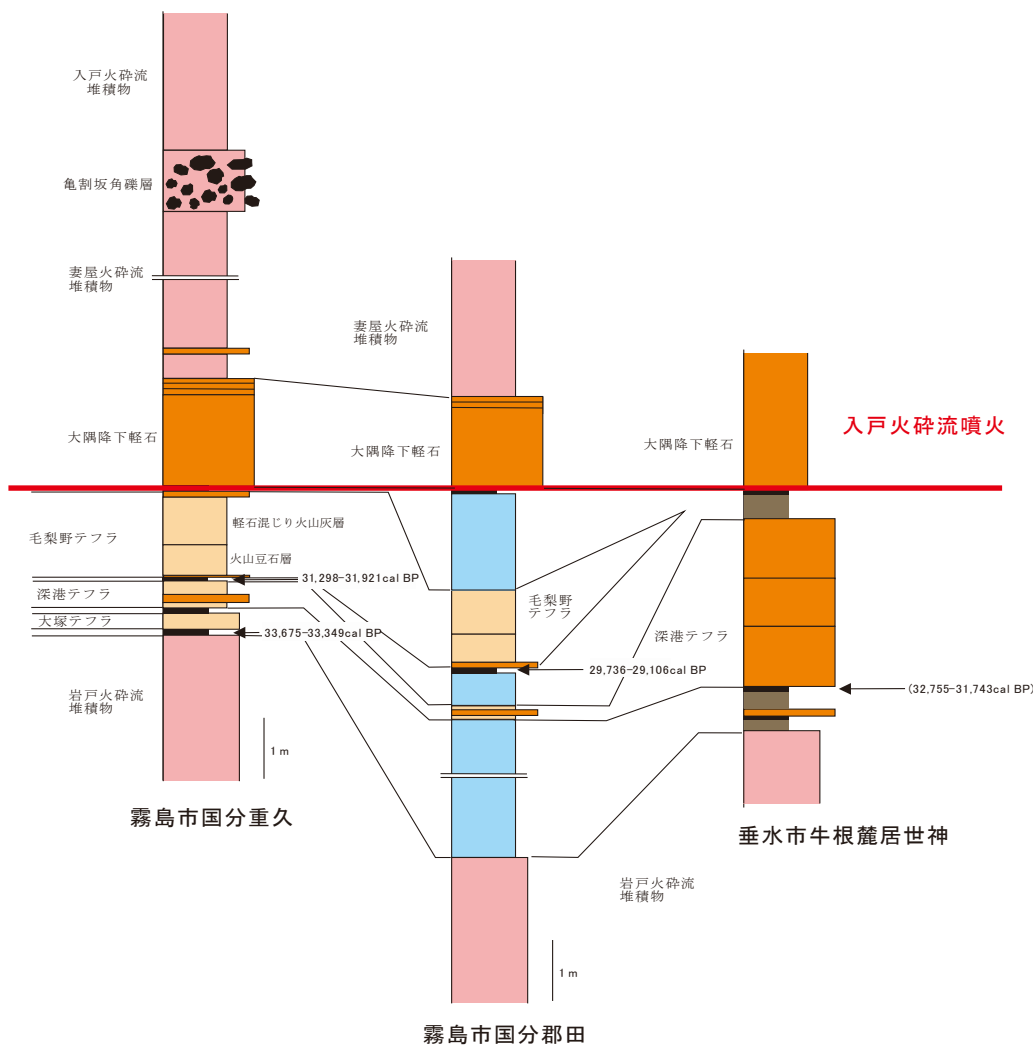 入戸火砕流
堆積物
亀割坂角礫層
妻屋火砕流
堆積物
大隅降下軽石
毛梨野テフラ
軽石混じり火山灰層
火山豆石層
31,298-31,921cal BP
深港テフラ
大塚テフラ
33,675-33,349cal BP
岩戸火砕流
堆積物
1 m
霧島市国分重久
妻屋火砕流
堆積物
大隅降下軽石
毛梨野
テフラ
29,736-29,106cal BP
1 m
霧島市国分郡田
入戸火砕流噴火
大隅降下軽石
深港テフラ
(32,755-31,743cal BP)
岩戸火砕流
堆積物
垂水市牛根麓居世神